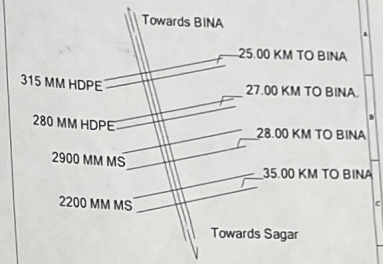 Towards BINA
25.00 KM TO BINA
315 MM HDPE
27.00 KM TO BINA.
280 MM HDPE
28.00 KM TO BINA
2900 MM MS
35.00 KM TO BINA
2200 MM MS
Towards Sagar
A
B
C